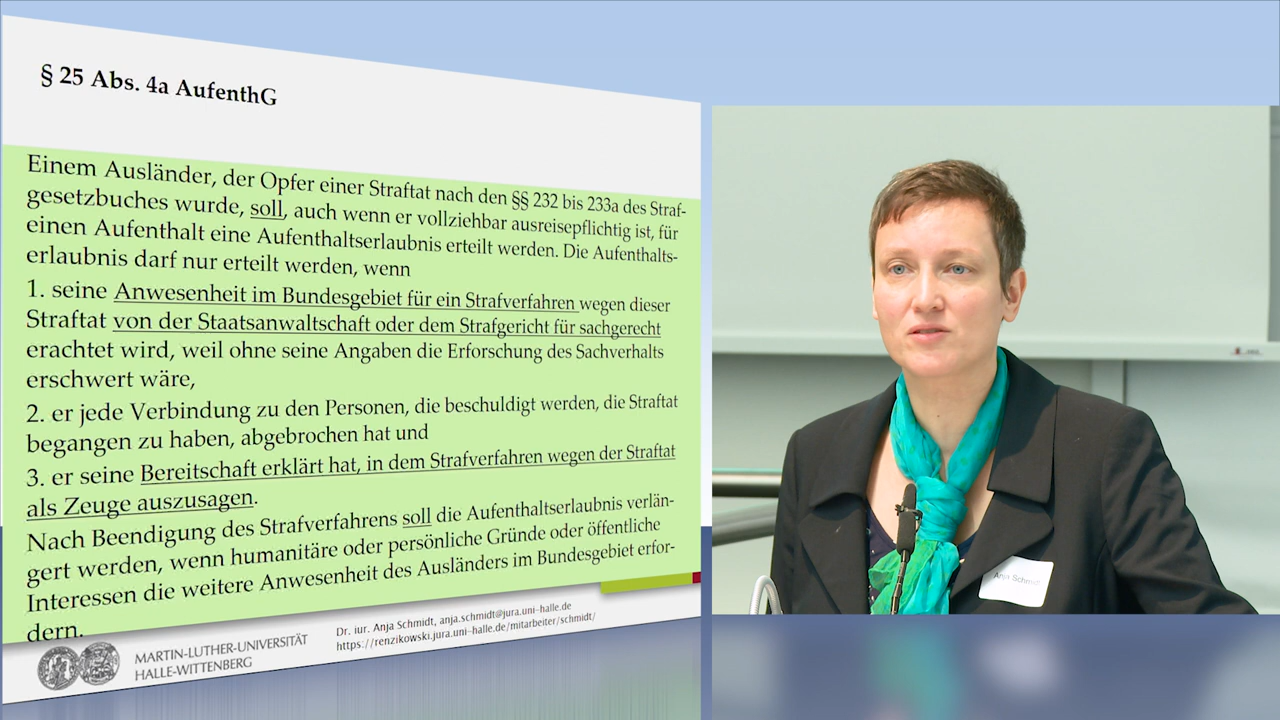 § 25 Abs. 4a AufenthG
Einem Ausländer, der Opfer einer Straftat nach den §§ 232 bis 233a des Straf-
gesetzbuches wurde, soll, auch wenn er vollziehbar ausreisepflichtig ist, für
einen Aufenthalt eine Aufenthaltserlaubnis erteilt werden. Die Aufenthalts-
erlaubnis darf nur erteilt werden, wenn
1. seine Anwesenheit im Bundesgebiet für ein Strafverfahren wegen dieser
Straftat von der Staatsanwaltschaft oder dem Strafgericht für sachgerecht
erachtet wird, weil ohne seine Angaben die Erforschung des Sachverhalts
erschwert wäre,
2. er jede Verbindung zu den Personen, die beschuldigt werden, die Straftat
begangen zu haben, abgebrochen hat und
3. er seine Bereitschaft erklärt hat, in dem Strafverfahren wegen der Straftat
als Zeuge auszusagen.
Nach Beendigung des Strafverfahrens soll die Aufenthaltserlaubnis verlän-
gert werden, wenn humanitäre oder persönliche Gründe oder öffentliche
Interessen die weitere Anwesenheit des Ausländers im Bundesgebiet erfor-
dern.
MARTIN-LUTHER-UNIVERSITÄT
HALLE-WITTENBERG
Dr. iur. Anja Schmidt, anja.schmidt@jura.uni-halle.de
https://renzikowski.jura.uni-halle.de/mitarbeiter/schmidt/
Anja Schmidt